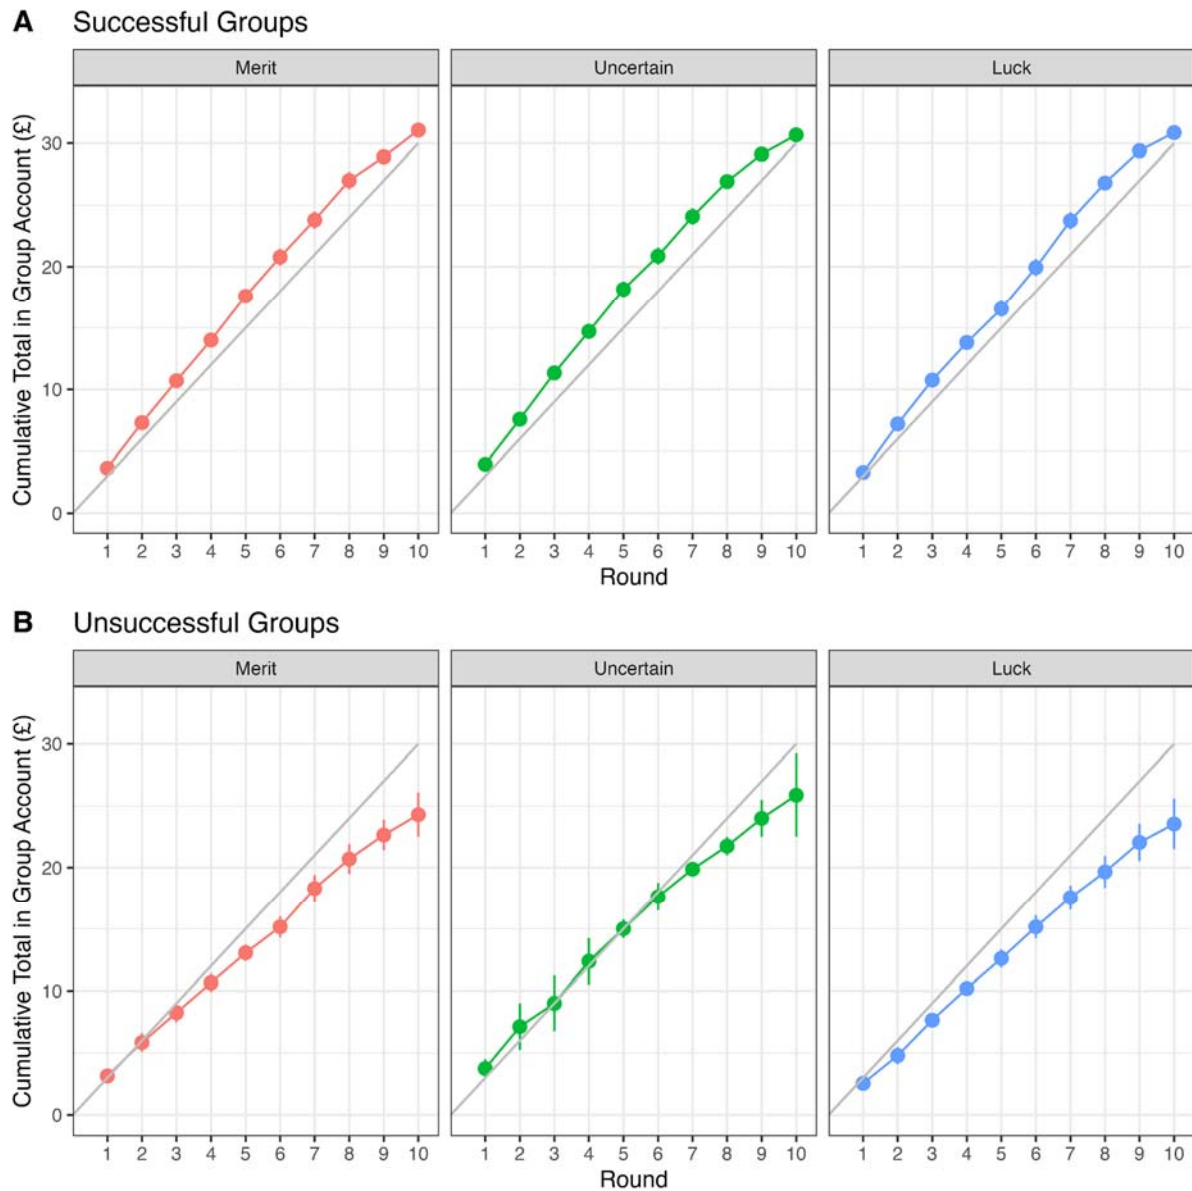 A Successful Groups
Merit Uncertain Luck
Cumulative Total in Group Account (£)
30
20
10
0
1 2 3 4 5 6 7 8 9 10 1 2 3 4 5 6 7 8 9 10 1 2 3 4 5 6 7 8 9 10
Round
B Unsuccessful Groups
Merit Uncertain Luck
Cumulative Total in Group Account (£)
30
20
10
0
1 2 3 4 5 6 7 8 9 10 1 2 3 4 5 6 7 8 9 10 1 2 3 4 5 6 7 8 9 10
Round